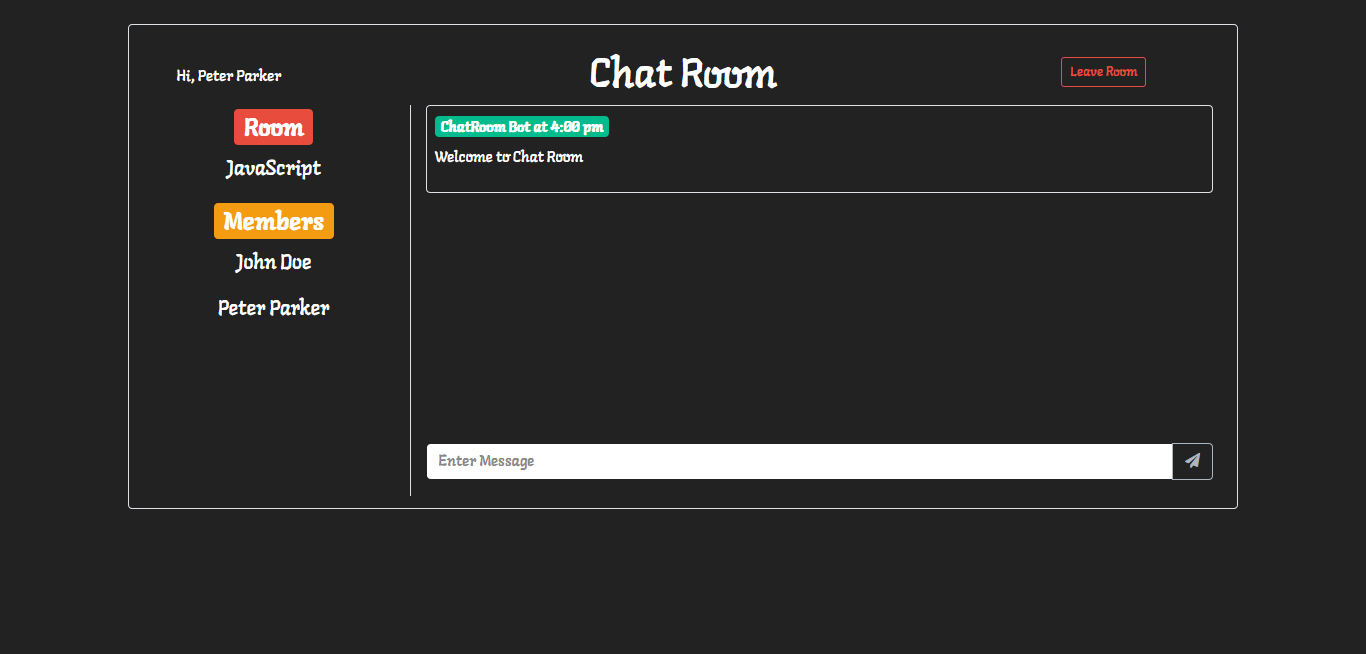 Hi, Peter Parker
Chat Room
Leave Room
Room
JavaScript
Members
John Doe
Peter Parker
ChatRoom Bot at 4:00 pm
Welcome to Chat Room
Enter Message